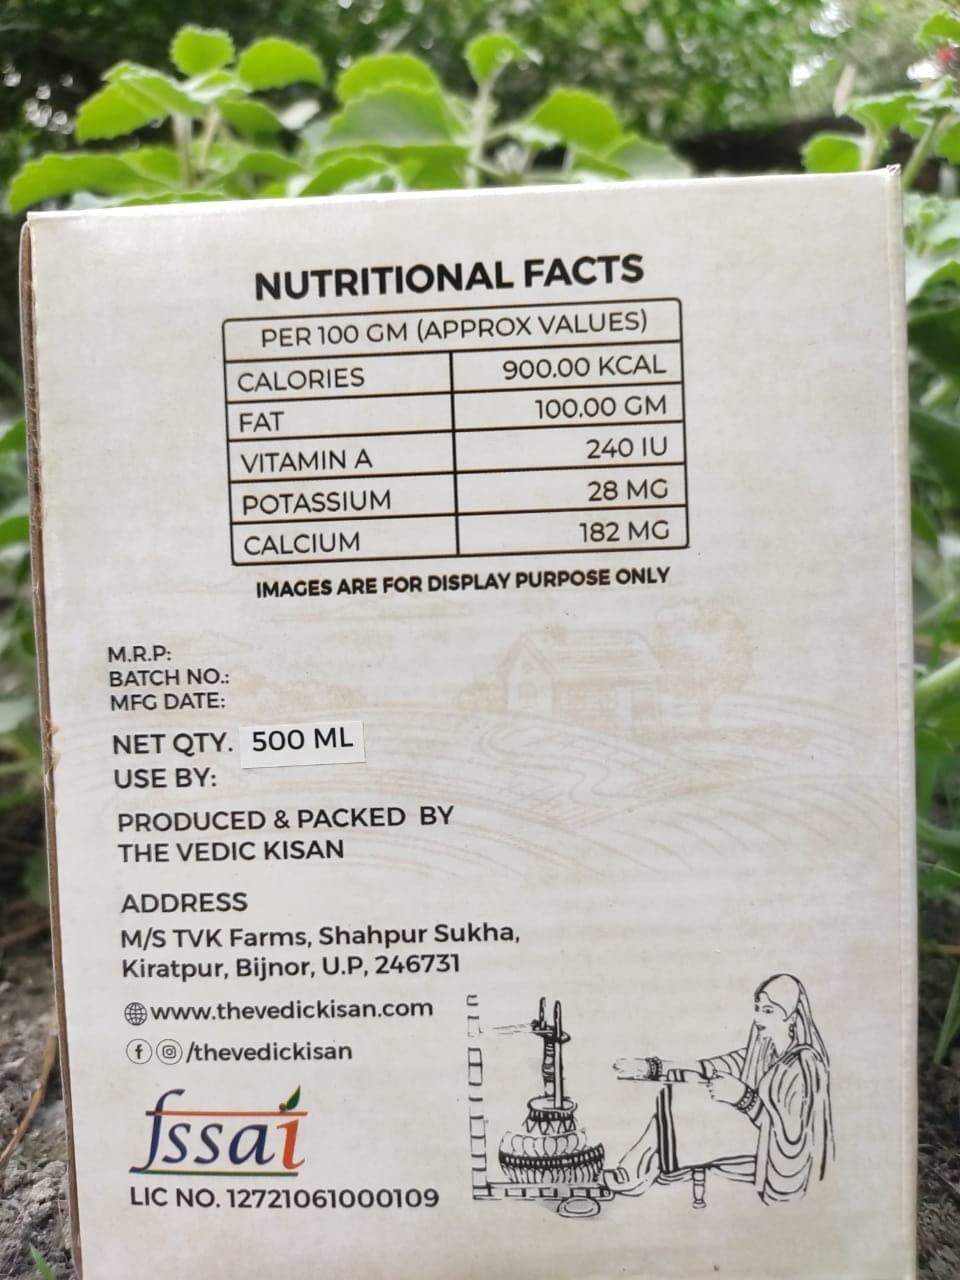 NUTRITIONAL FACTS
PER 100 GM (APPROX VALUES)
CALORIES 900.00 KCAL
FAT 100.00 GM
VITAMIN A 240 IU
POTASSIUM 28 MG
CALCIUM 182 MG
IMAGES ARE FOR DISPLAY PURPOSE ONLY
M.R.P:
BATCH NO.:
MFG DATE:
NET QTY. 500 ML
USE BY:
PRODUCED & PACKED BY
THE VEDIC KISAN
ADDRESS
M/S TVK Farms, Shahpur Sukha,
Kiratpur, Bijnor, U.P, 246731
www.thevedickisan.com
/thevedickisan
fssai
LIC NO. 12721061000109